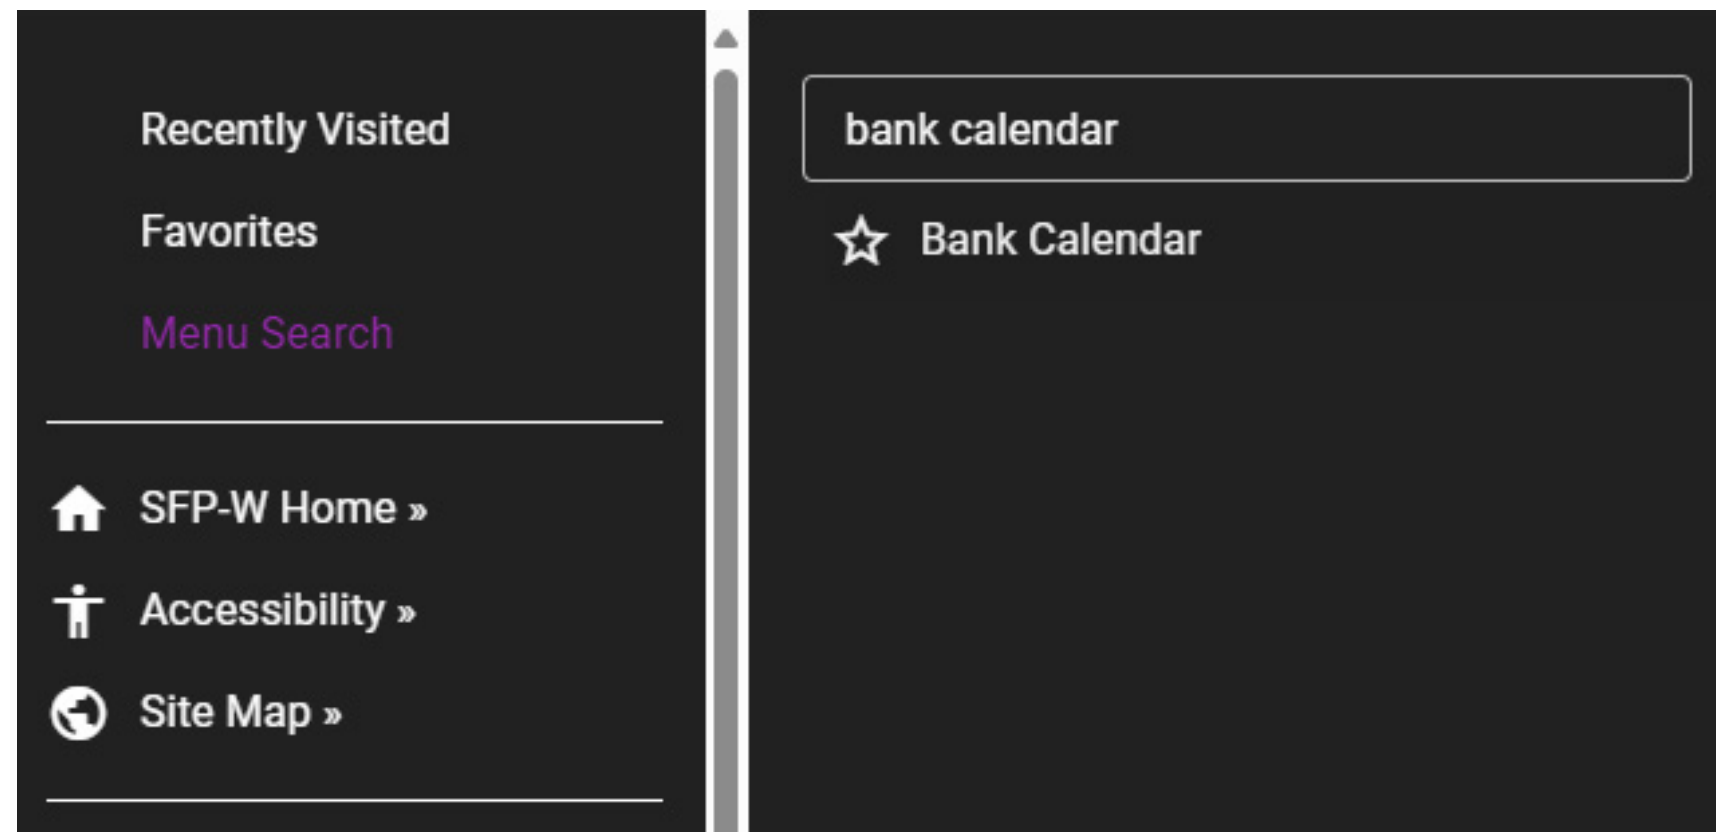 Recently Visited
Favorites
Menu Search
SFP-W Home »
Accessibility »
Site Map »
bank calendar
Bank Calendar